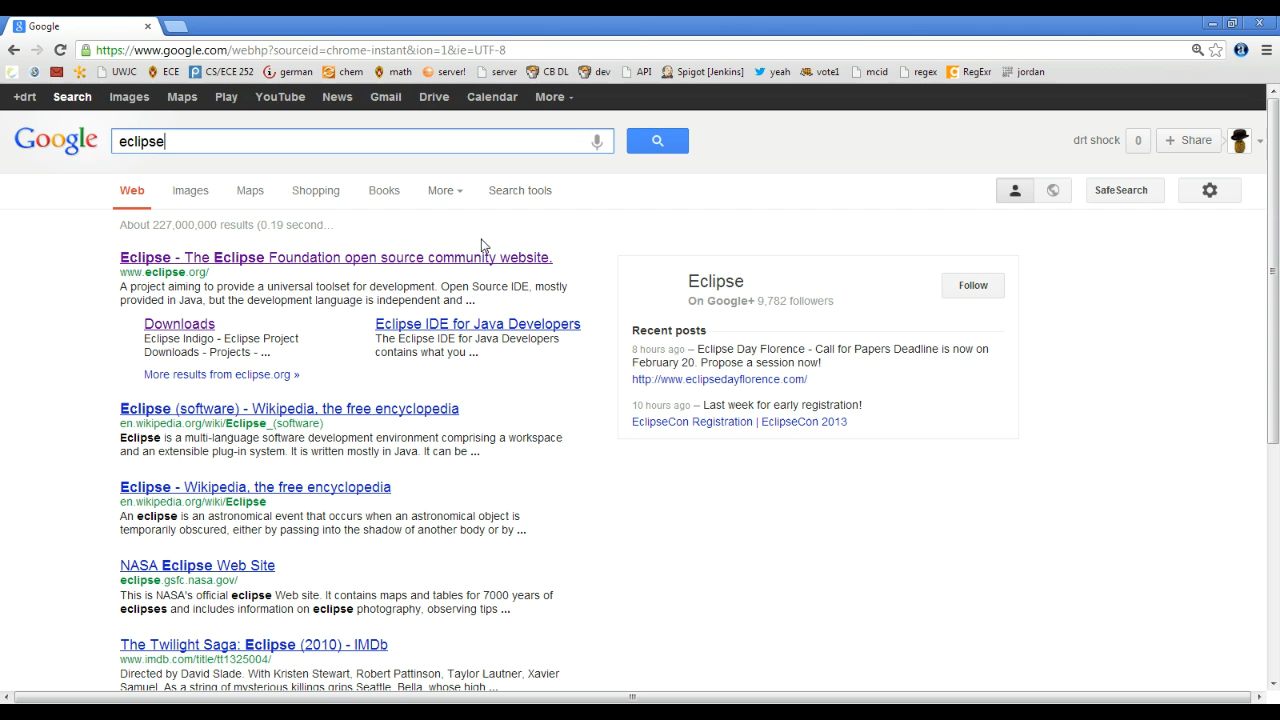 Google
https://www.google.com/webhp?sourceid=chrome-instant&ion=1&ie=UTF-8
UWJC ECE CS/ECE 252 german chem math server! server CB DL dev API Spigot [Jenkins] yeah vote1 mcid regex RegExr jordan
+drt Search Images Maps Play YouTube News Gmail Drive Calendar More
Google eclipse drt shock 0 + Share
Web Images Maps Shopping Books More Search tools SafeSearch
About 227,000,000 results (0.19 second...
Eclipse - The Eclipse Foundation open source community website.
www.eclipse.org/
A project aiming to provide a universal toolset for development. Open Source IDE, mostly
provided in Java, but the development language is independent and ...
Downloads
Eclipse Indigo - Eclipse Project
Downloads - Projects - ...
Eclipse IDE for Java Developers
The Eclipse IDE for Java Developers
contains what you ...
More results from eclipse.org »
Eclipse (software) - Wikipedia, the free encyclopedia
en.wikipedia.org/wiki/Eclipse_(software)
Eclipse is a multi-language software development environment comprising a workspace
and an extensible plug-in system. It is written mostly in Java. It can be ...
Eclipse - Wikipedia, the free encyclopedia
en.wikipedia.org/wiki/Eclipse
An eclipse is an astronomical event that occurs when an astronomical object is
temporarily obscured, either by passing into the shadow of another body or by ...
NASA Eclipse Web Site
eclipse.gsfc.nasa.gov/
This is NASA's official eclipse Web site. It contains maps and tables for 7000 years of
eclipses and includes information on eclipse photography, observing tips ...
The Twilight Saga: Eclipse (2010) - IMDb
www.imdb.com/title/tt1325004/
Directed by David Slade. With Kristen Stewart, Robert Pattinson, Taylor Lautner, Xavier
Samuel. As a string of mysterious killings grips Seattle, Bella, whose high ...
Eclipse
On Google+ 9,782 followers
Follow
Recent posts
8 hours ago – Eclipse Day Florence - Call for Papers Deadline is now on
February 20. Propose a session now!
http://www.eclipsedayflorence.com/
10 hours ago – Last week for early registration!
EclipseCon Registration | EclipseCon 2013